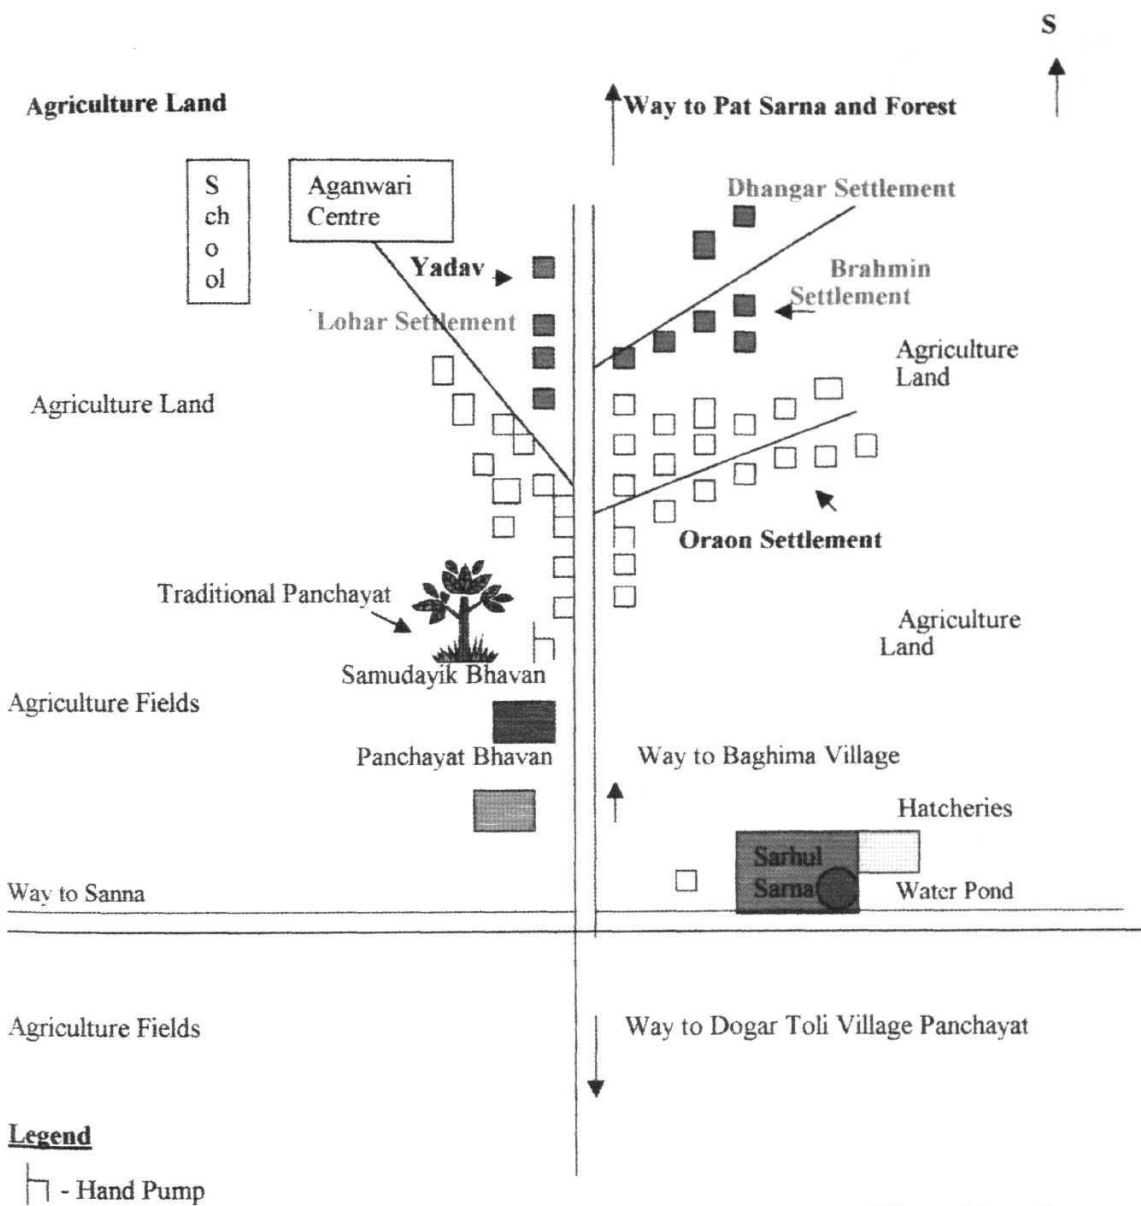 S
Agriculture Land
Way to Pat Sarna and Forest
S
ch
o
ol
Aganwari
Centre
Dhangar Settlement
Yadav
Brahmin
Settlement
Lohar Settlement
Agriculture
Land
Agriculture Land
Oraon Settlement
Traditional Panchayat
Agriculture
Land
Samudayik Bhavan
Agriculture Fields
Panchayat Bhavan
Way to Baghima Village
Hatcheries
Sarhul
Sarna
Way to Sanna
Water Pond
Agriculture Fields
Way to Dogar Toli Village Panchayat
Legend
- Hand Pump